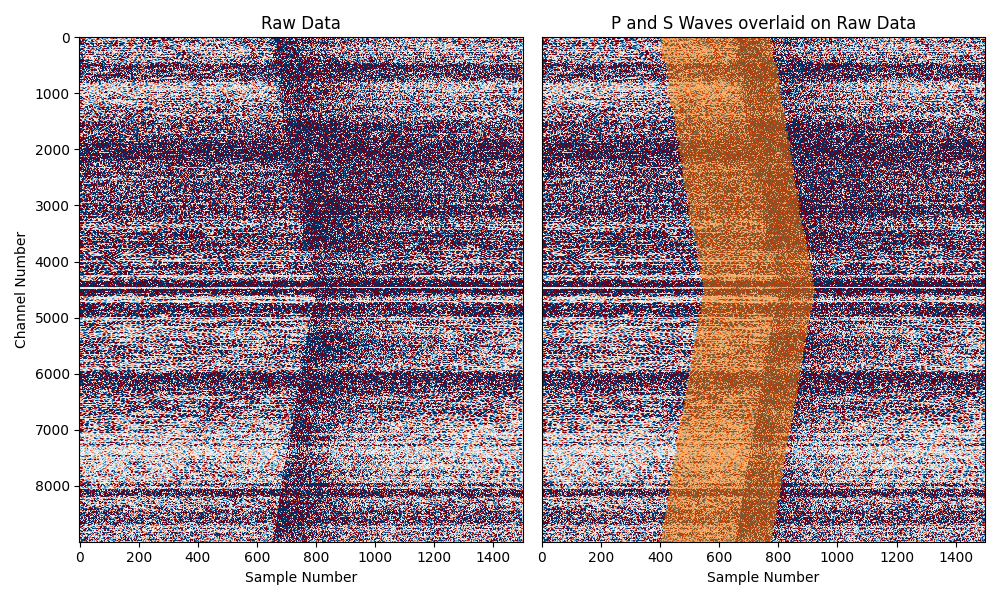 Raw Data
P and S Waves overlaid on Raw Data
Channel Number
0
1000
2000
3000
4000
5000
6000
7000
8000
0 200 400 600 800 1000 1200 1400
0 200 400 600 800 1000 1200 1400
Sample Number
Sample Number